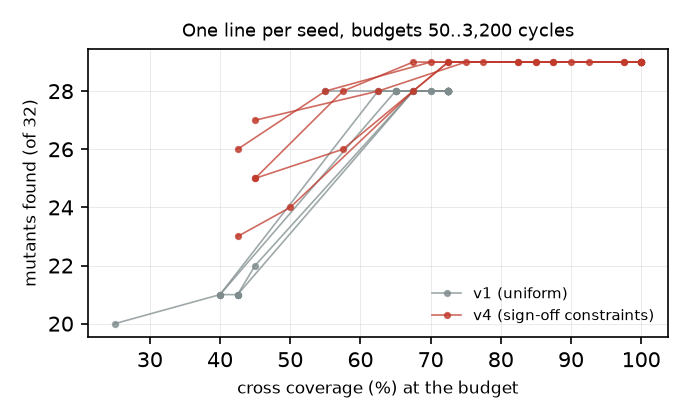 One line per seed, budgets 50..3,200 cycles
mutants found (of 32)
28
26
24
22
20
v1 (uniform)
v4 (sign-off constraints)
30 40 50 60 70 80 90 100
cross coverage (%) at the budget